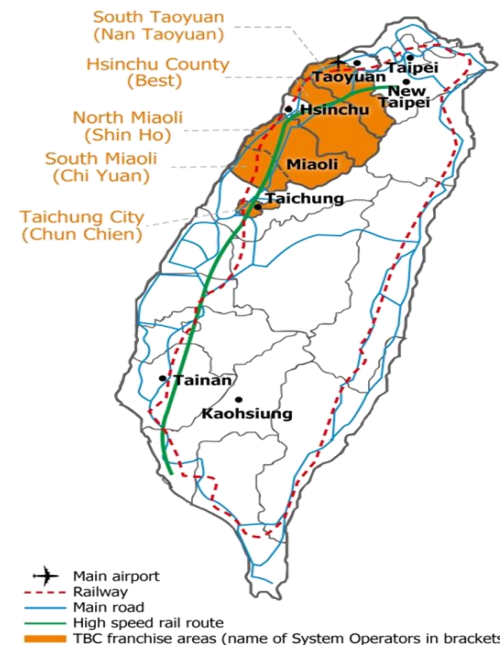 South Taoyuan
(Nan Taoyuan)
Hsinchu County
(Best)
North Miaoli
(Shin Ho)
South Miaoli
(Chi Yuan)
Taichung City
(Chun Chien)
Taoyuan
Taipei
New
Taipei
Hsinchu
Miaoli
Taichung
Tainan
Kaohsiung
Main airport
Railway
Main road
High speed rail route
TBC franchise areas (name of System Operators in brackets